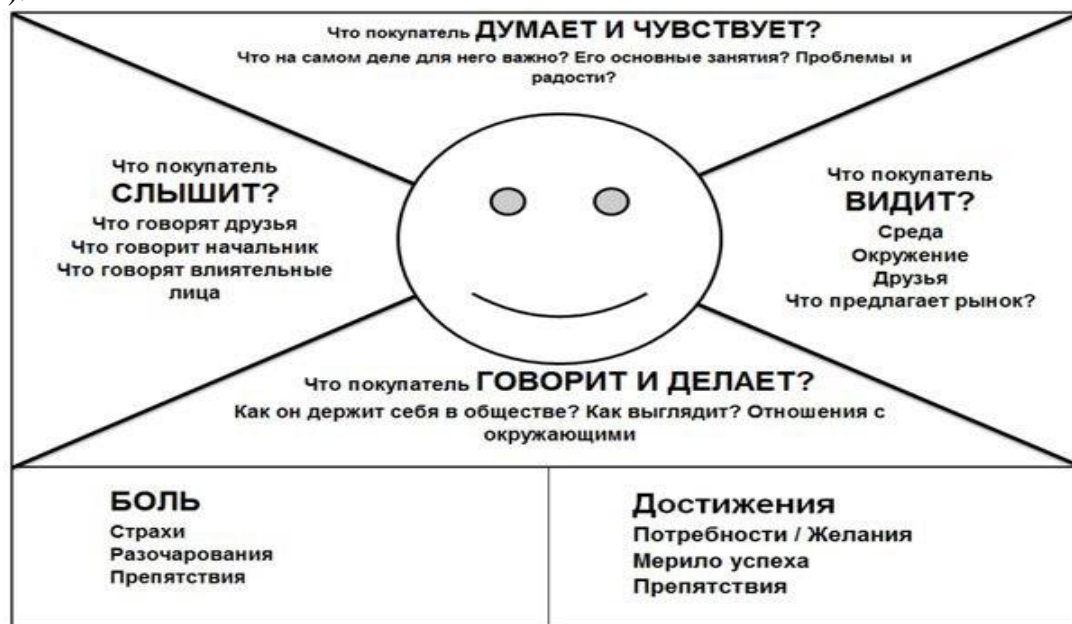 Что покупатель ДУМАЕТ И ЧУВСТВУЕТ?
Что на самом деле для него важно? Его основные занятия? Проблемы и
радости?
Что покупатель
СЛЫШИТ?
Что говорят друзья
Что говорит начальник
Что говорят влиятельные
лица
Что покупатель
ВИДИТ?
Среда
Окружение
Друзья
Что предлагает рынок?
Что покупатель ГОВОРИТ И ДЕЛАЕТ?
Как он держит себя в обществе? Как выглядит? Отношения с
окружающими
БОЛЬ
Страхи
Разочарования
Препятствия
Достижения
Потребности / Желания
Мерило успеха
Препятствия